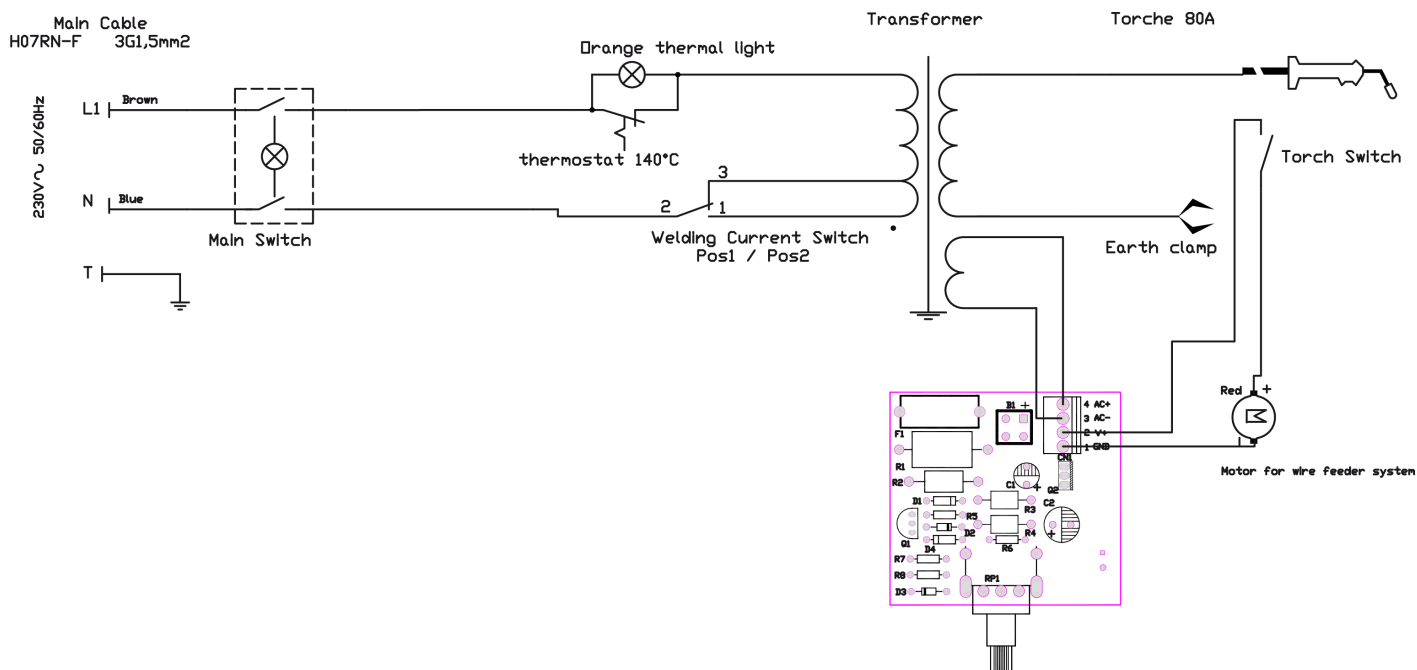 Main Cable
H07RN-F 3G1,5mm2
Transformer
Torche 80A
Orange thermal light
L1
Brown
230V~ 50/60Hz
thermostat 140°C
Torch Switch
N
Blue
3
2
1
Main Switch
Welding Current Switch
Pos1 / Pos2
Earth clamp
T
Red +
B1 +
4 AC+
3 AC-
2 V+
1 GND
F1
CN1
R1
R2
C1 +
Q2
Motor for wire feeder system
D1
R3
C2
R5
Q1
D2
R4
+
D4
R6
R7
R8
RP1
D3
M